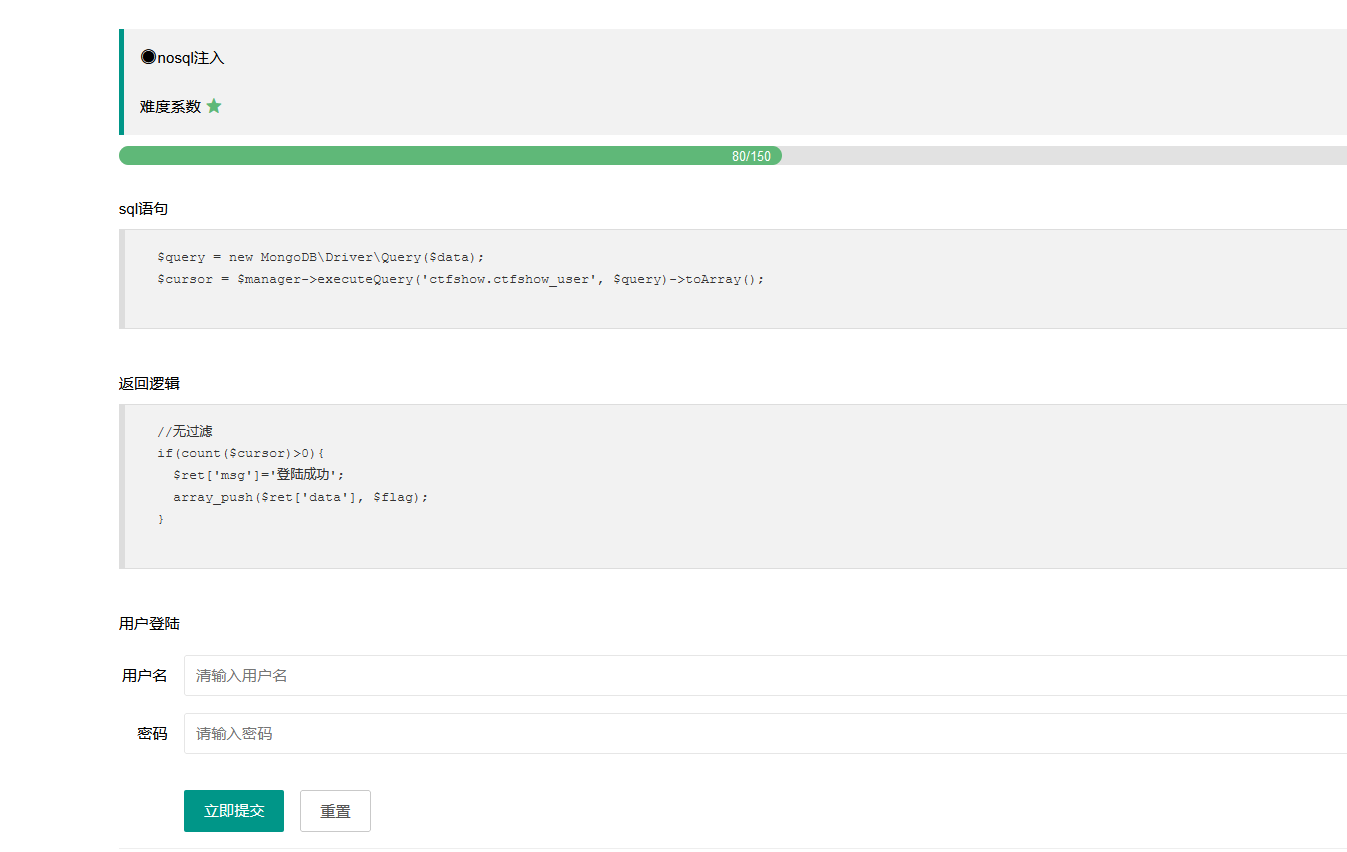 ◉nosql注入
难度系数 ★
80/150
sql语句
$query = new MongoDB\Driver\Query($data);
$cursor = $manager->executeQuery('ctfshow.ctfshow_user', $query)->toArray();
返回逻辑
//无过滤
if(count($cursor)>0){
$ret['msg']='登陆成功';
array_push($ret['data'], $flag);
}
用户登陆
用户名 请输入用户名
密码 请输入密码
立即提交 重置